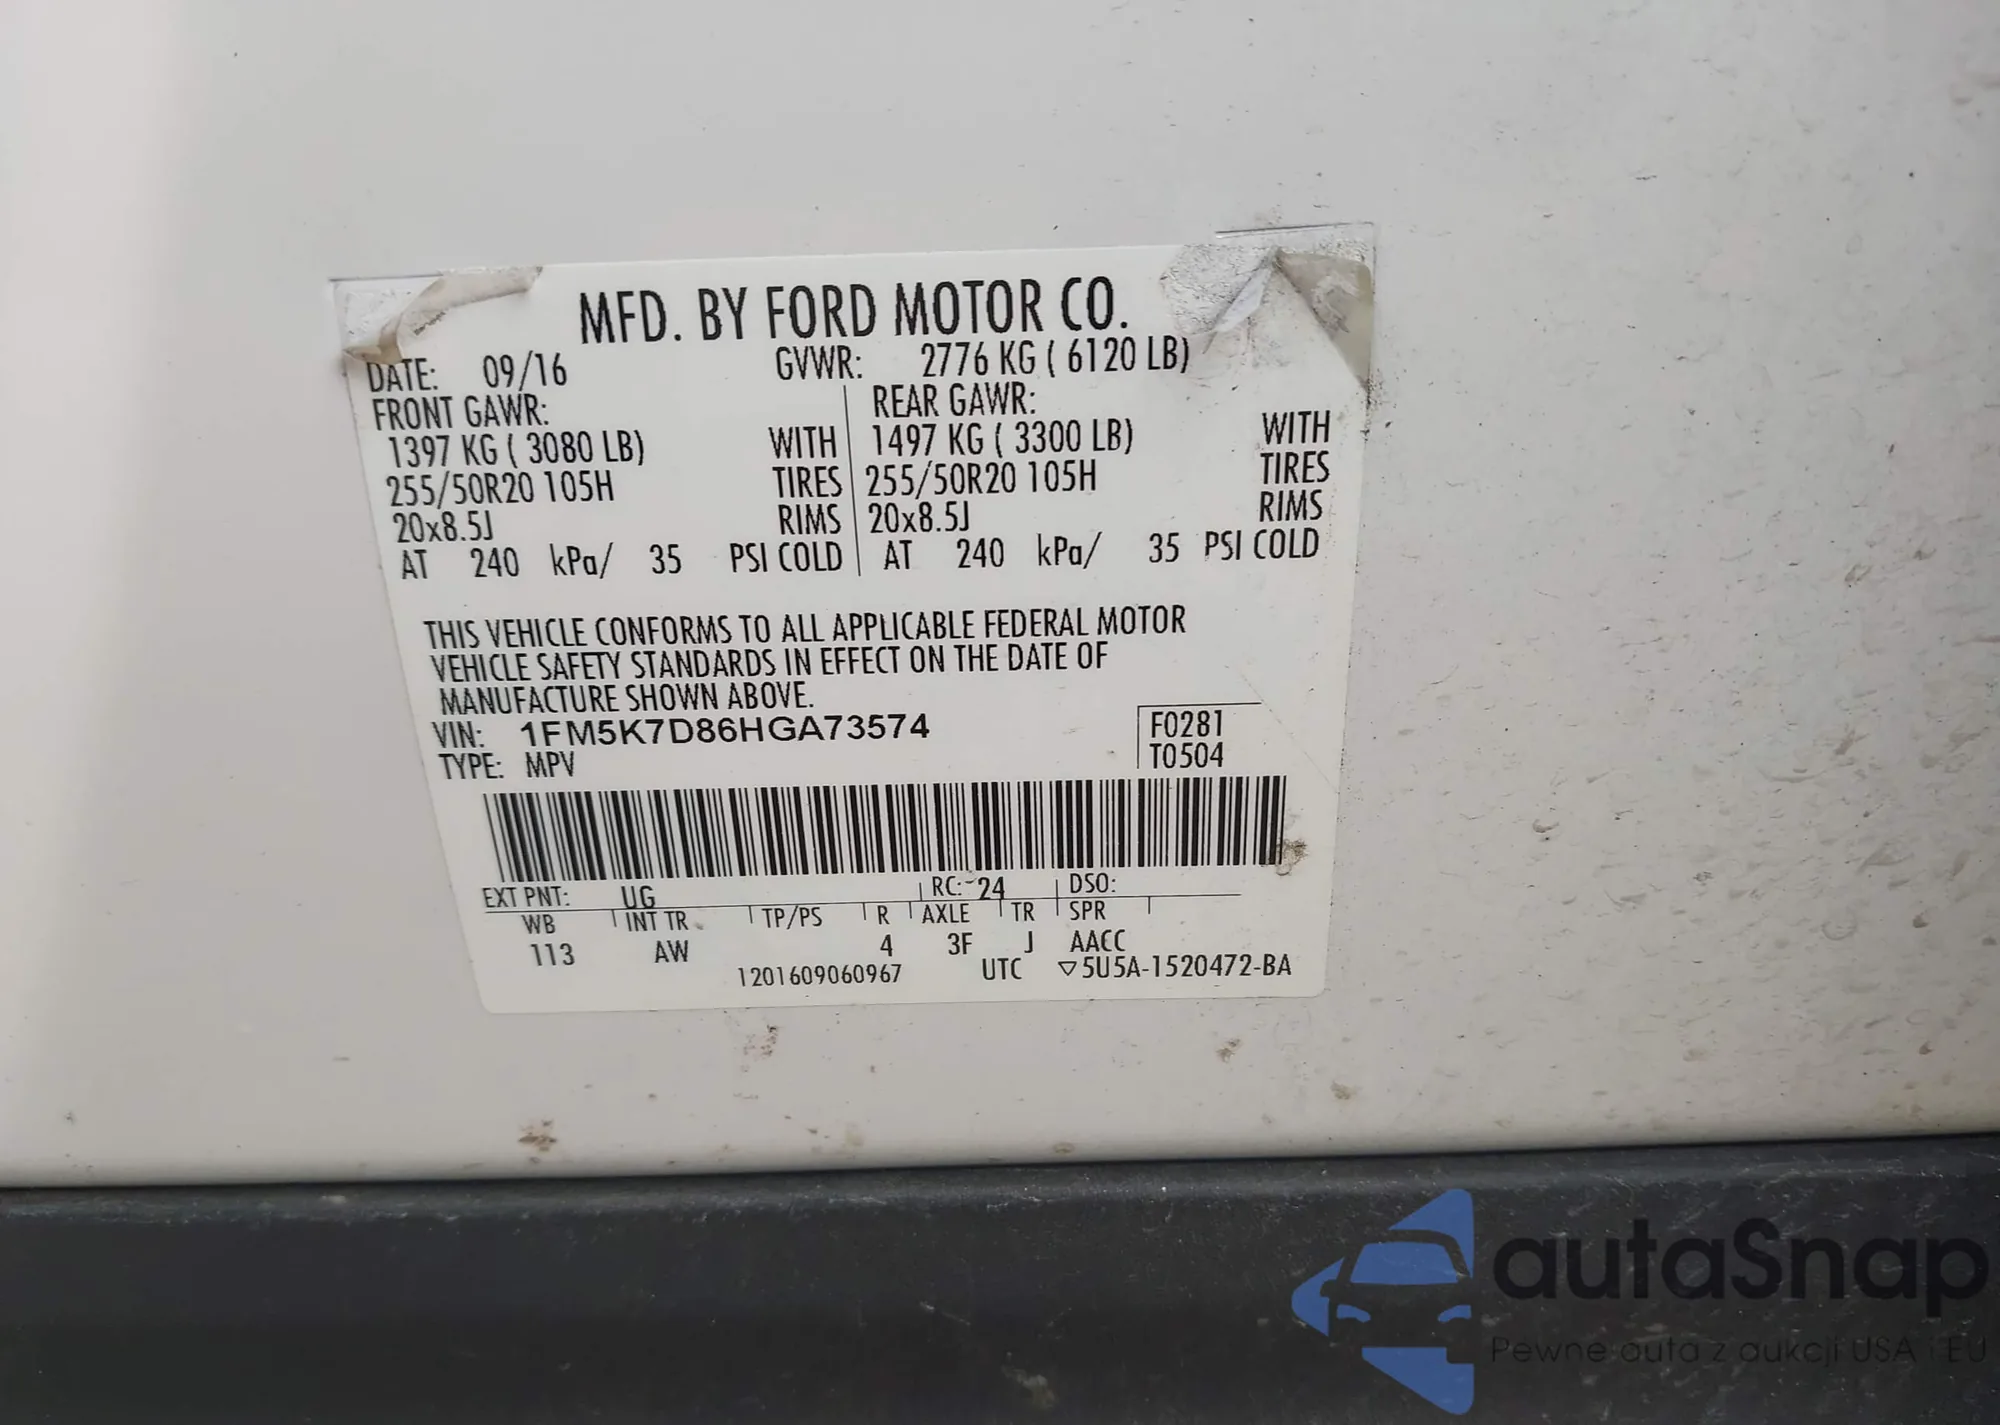 MFD. BY FORD MOTOR CO.
DATE: 09/16 GVWR: 2776 KG ( 6120 LB)
FRONT GAWR: REAR GAWR:
1397 KG ( 3080 LB) WITH 1497 KG ( 3300 LB) WITH
255/50R20 105H TIRES 255/50R20 105H TIRES
20x8.5J RIMS 20x8.5J RIMS
AT 240 kPa/ 35 PSI COLD AT 240 kPa/ 35 PSI COLD
THIS VEHICLE CONFORMS TO ALL APPLICABLE FEDERAL MOTOR
VEHICLE SAFETY STANDARDS IN EFFECT ON THE DATE OF
MANUFACTURE SHOWN ABOVE.
VIN: 1FM5K7D86HGA73574 F0281
TYPE: MPV T0504
EXT PNT: UG RC: 24 DSO:
WB INT TR TP/PS R AXLE TR SPR
113 AW 4 3F J AACC
1201609060967 UTC ▽5U5A-1520472-BA
autaSnap
Pewne auta z aukcji USA i EU